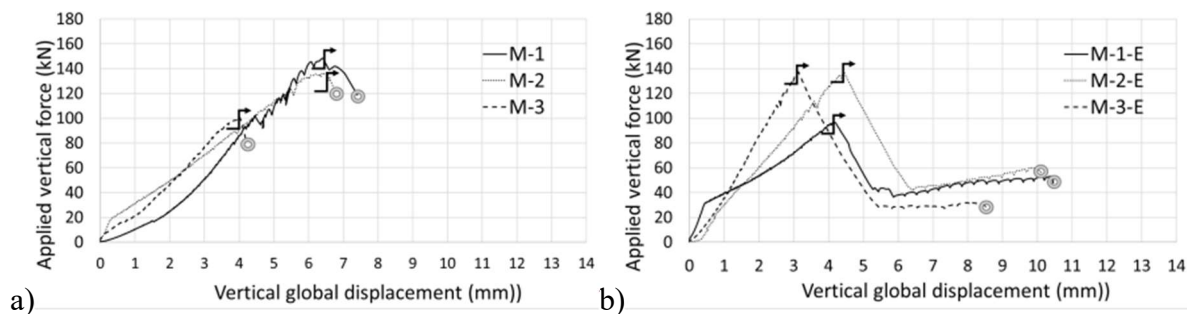 Applied vertical force (kN)
180
160
140
120
100
80
60
40
20
0
M-1
M-2
M-3
0 1 2 3 4 5 6 7 8 9 10 11 12 13 14
Vertical global displacement (mm))
a)
Applied vertical force (kN)
180
160
140
120
100
80
60
40
20
0
M-1-E
M-2-E
M-3-E
0 1 2 3 4 5 6 7 8 9 10 11 12 13 14
Vertical global displacement (mm))
b)